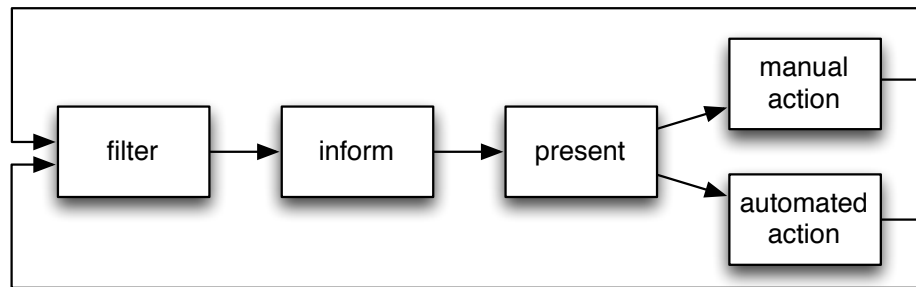 filter
inform
present
manual
action
automated
action